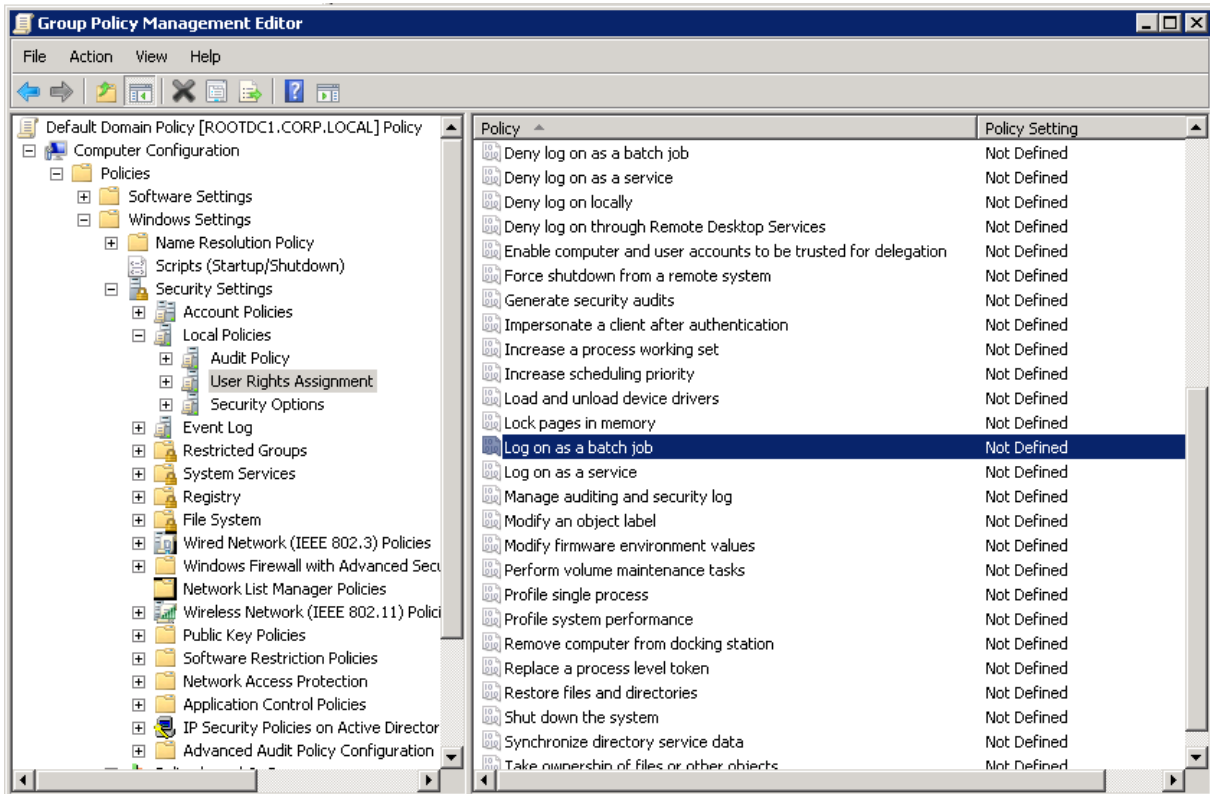 Group Policy Management Editor
File Action View Help
Default Domain Policy [ROOTDC1.CORP.LOCAL] Policy
Computer Configuration
Policies
Software Settings
Windows Settings
Name Resolution Policy
Scripts (Startup/Shutdown)
Security Settings
Account Policies
Local Policies
Audit Policy
User Rights Assignment
Security Options
Event Log
Restricted Groups
System Services
Registry
File System
Wired Network (IEEE 802.3) Policies
Windows Firewall with Advanced Secu
Network List Manager Policies
Wireless Network (IEEE 802.11) Polici
Public Key Policies
Software Restriction Policies
Network Access Protection
Application Control Policies
IP Security Policies on Active Director
Advanced Audit Policy Configuration
Policy Policy Setting
Deny log on as a batch job Not Defined
Deny log on as a service Not Defined
Deny log on locally Not Defined
Deny log on through Remote Desktop Services Not Defined
Enable computer and user accounts to be trusted for delegation Not Defined
Force shutdown from a remote system Not Defined
Generate security audits Not Defined
Impersonate a client after authentication Not Defined
Increase a process working set Not Defined
Increase scheduling priority Not Defined
Load and unload device drivers Not Defined
Lock pages in memory Not Defined
Log on as a batch job Not Defined
Log on as a service Not Defined
Manage auditing and security log Not Defined
Modify an object label Not Defined
Modify firmware environment values Not Defined
Perform volume maintenance tasks Not Defined
Profile single process Not Defined
Profile system performance Not Defined
Remove computer from docking station Not Defined
Replace a process level token Not Defined
Restore files and directories Not Defined
Shut down the system Not Defined
Synchronize directory service data Not Defined
Take ownership of files or other objects Not Defined